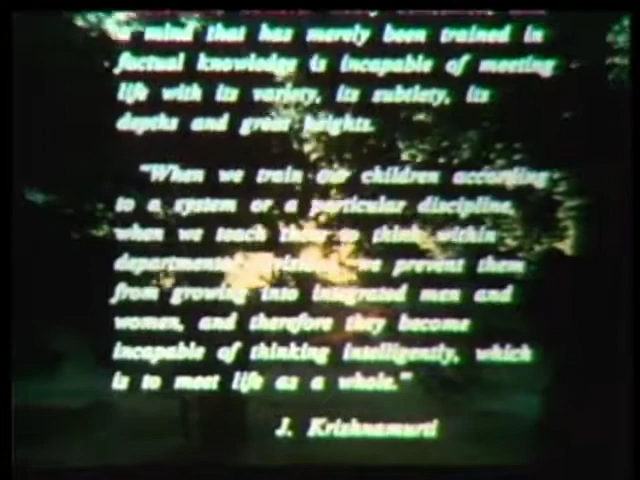 a mind that has merely been trained in
factual knowledge is incapable of meeting
life with its variety, its subtlety, its
depths and great heights.
"When we train our children according
to a system or a particular discipline,
when we teach them to think within
departmental divisions, we prevent them
from growing into integrated men and
women, and therefore they become
incapable of thinking intelligently, which
is to meet life as a whole."
J. Krishnamurti